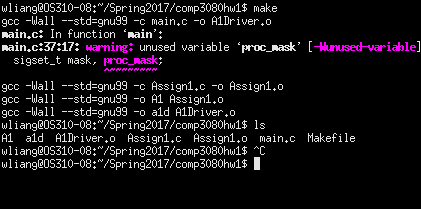 wliang@OS310-08:~/Spring2017/comp3080hw1$ make
gcc -Wall --std=gnu99 -c main.c -o A1Driver.o
main.c: In function ‘main’:
main.c:37:17: warning: unused variable ‘proc_mask’ [-Wunused-variable]
sigset_t mask, proc_mask;
^~~~~~~~~
gcc -Wall --std=gnu99 -c Assign1.c -o Assign1.o
gcc -Wall --std=gnu99 -o A1 Assign1.o
gcc -Wall --std=gnu99 -o a1d A1Driver.o
wliang@OS310-08:~/Spring2017/comp3080hw1$ ls
A1 a1d A1Driver.o Assign1.c Assign1.o main.c Makefile
wliang@OS310-08:~/Spring2017/comp3080hw1$ ^C
wliang@OS310-08:~/Spring2017/comp3080hw1$